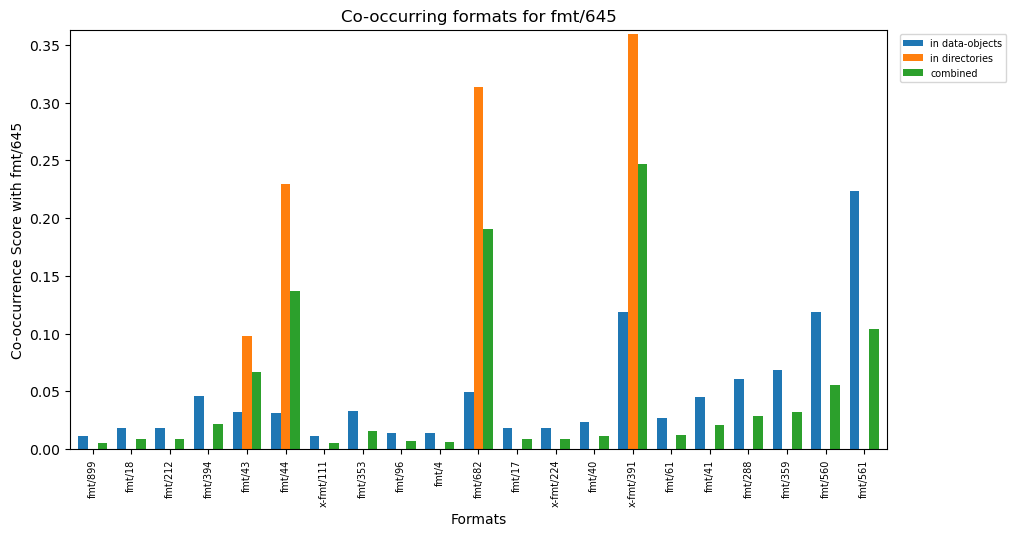 Co-occurring formats for fmt/645
in data-objects
in directories
combined
Co-occurrence Score with fmt/645
0.35
0.30
0.25
0.20
0.15
0.10
0.05
0.00
fmt/899
fmt/18
fmt/212
fmt/394
fmt/43
fmt/44
x-fmt/111
fmt/353
fmt/96
fmt/4
fmt/682
fmt/17
x-fmt/224
fmt/40
x-fmt/391
fmt/61
fmt/41
fmt/288
fmt/359
fmt/560
fmt/561
Formats